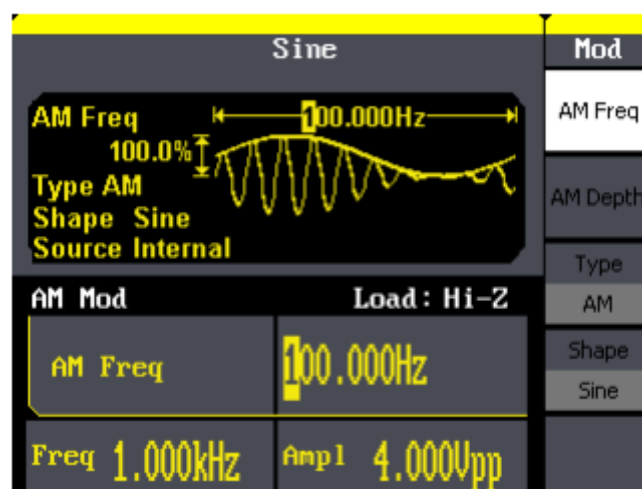 Sine
AM Freq 100.000Hz
100.0%
Type AM
Shape Sine
Source Internal
AM Mod Load: Hi-Z
AM Freq 100.000Hz
Freq 1.000kHz Ampl 4.000Vpp
Mod
AM Freq
AM Depth
Type
AM
Shape
Sine